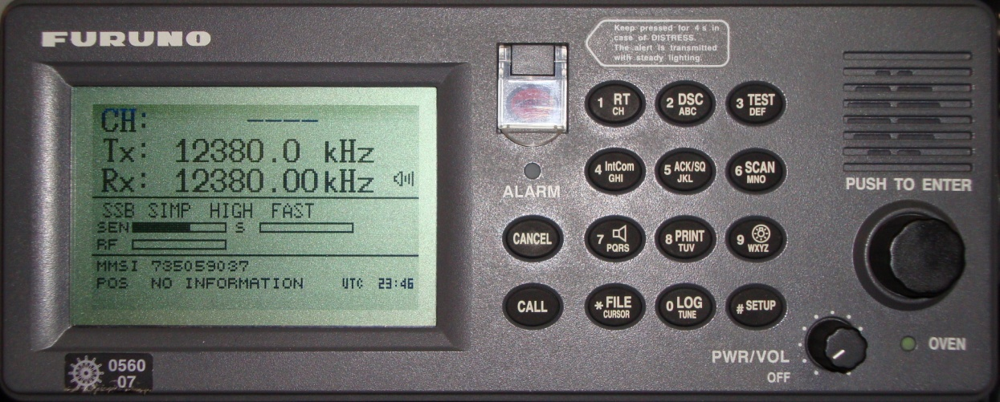 FURUNO
Keep pressed for 4 s in
case of DISTRESS.
The alert is transmitted
with steady lighting.
CH: ----
Tx: 12380.0 kHz
Rx: 12380.00 kHz
SSB SIMP HIGH FAST
SEN S
RF
MMSI 735059037
POS NO INFORMATION UTC 23:46
0560
07
ALARM
1 RT
CH
2 DSC
ABC
3 TEST
DEF
4 IntCom
GHI
5 ACK/SQ
JKL
6 SCAN
MNO
CANCEL
7
PQRS
8 PRINT
TUV
9
WXYZ
CALL
* FILE
CURSOR
0 LOG
TUNE
# SETUP
PUSH TO ENTER
PWR/VOL
OFF
OVEN